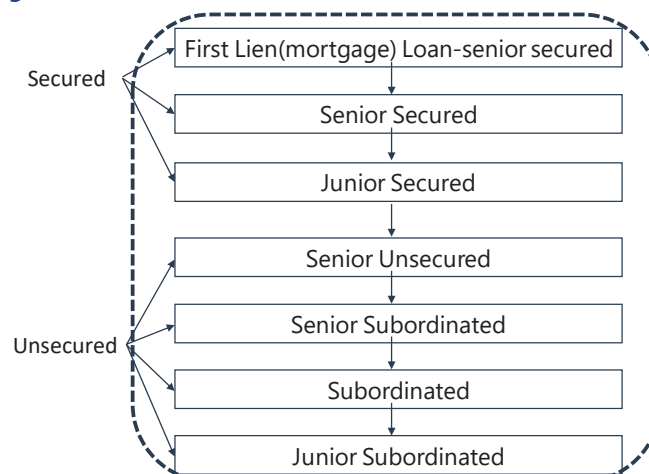 First Lien(mortgage) Loan-senior secured
Secured
Senior Secured
Junior Secured
Senior Unsecured
Senior Subordinated
Unsecured
Subordinated
Junior Subordinated